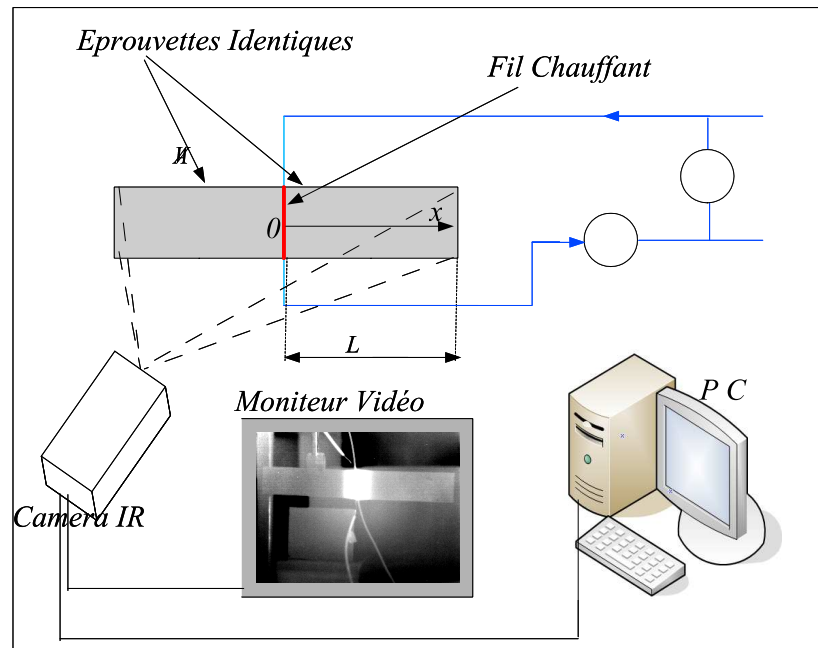 Eprouvettes Identiques
Fil Chauffant
0
x
L
Moniteur Vidéo
P C
Camera IR